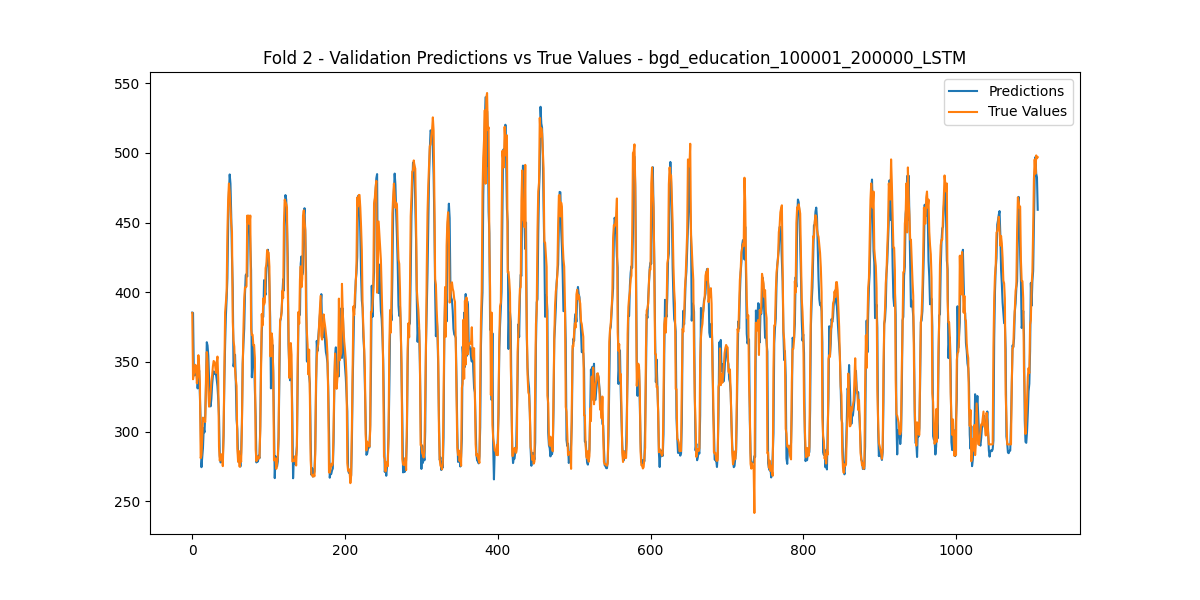 Fold 2 - Validation Predictions vs True Values - bgd_education_100001_200000_LSTM
Predictions
True Values
550
500
450
400
350
300
250
0 200 400 600 800 1000